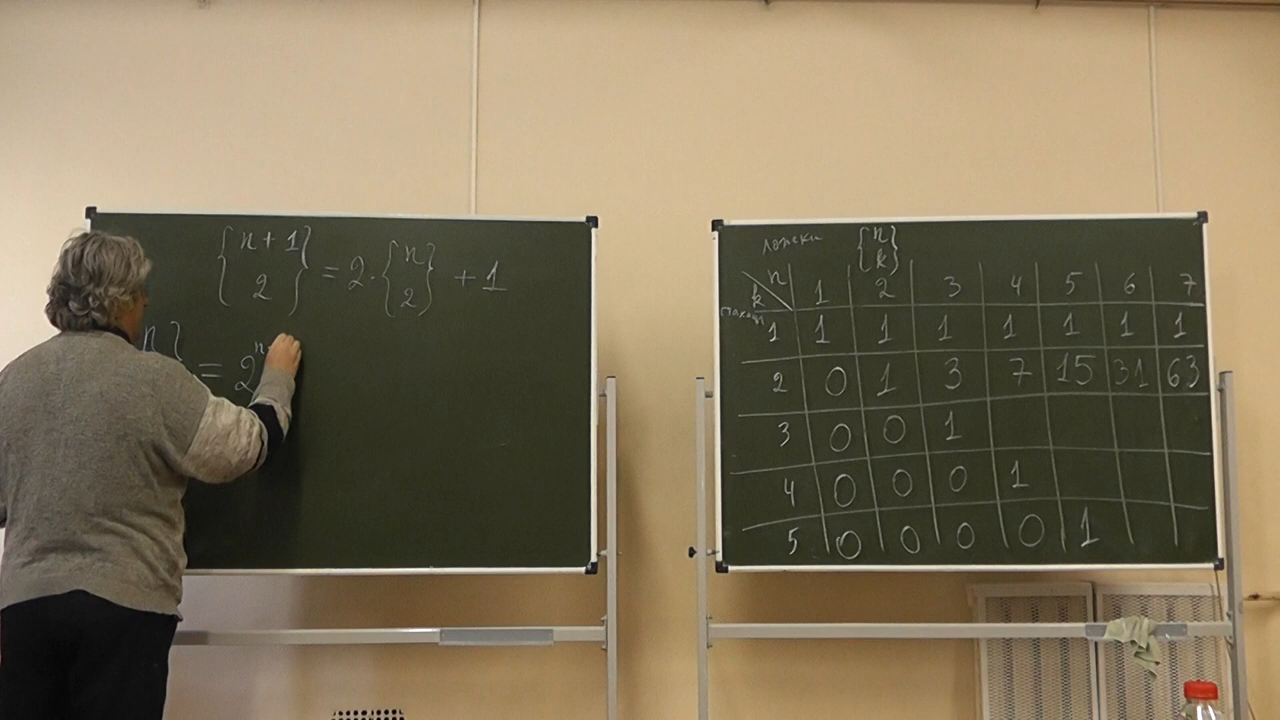 {n+1
2} = 2·{n
2} + 1
n} = 2ⁿ
ложки {n
k}
n
k 1 2 3 4 5 6 7
1 1 1 1 1 1 1 1
2 0 1 3 7 15 31 63
3 0 0 1
4 0 0 0 1
5 0 0 0 0 1